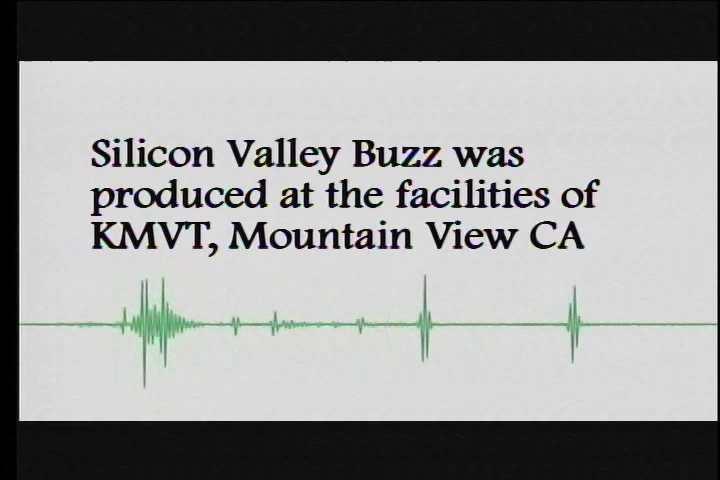 Silicon Valley Buzz was
produced at the facilities of
KMVT, Mountain View CA